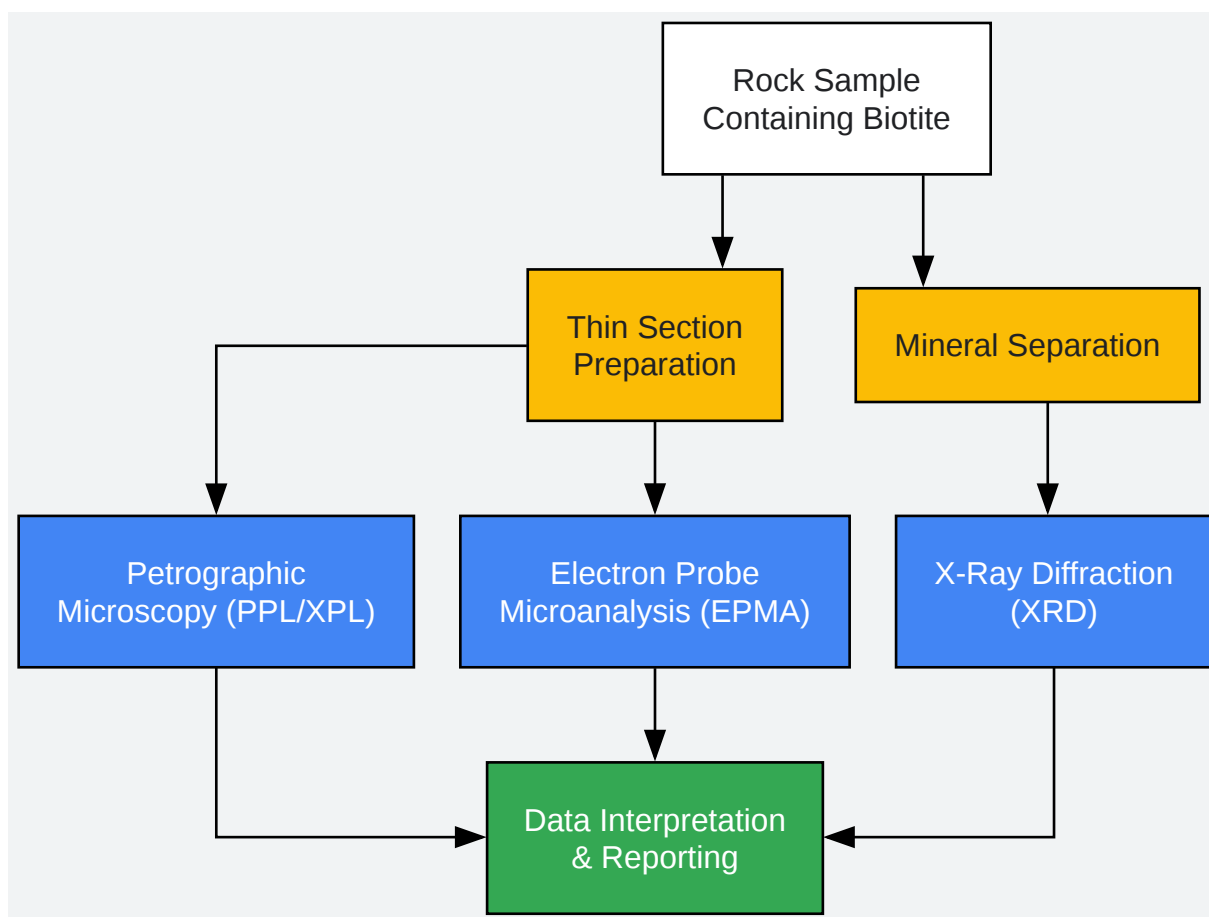 Rock Sample
Containing Biotite
Thin Section
Preparation
Mineral Separation
Petrographic
Microscopy (PPL/XPL)
Electron Probe
Microanalysis (EPMA)
X-Ray Diffraction
(XRD)
Data Interpretation
& Reporting